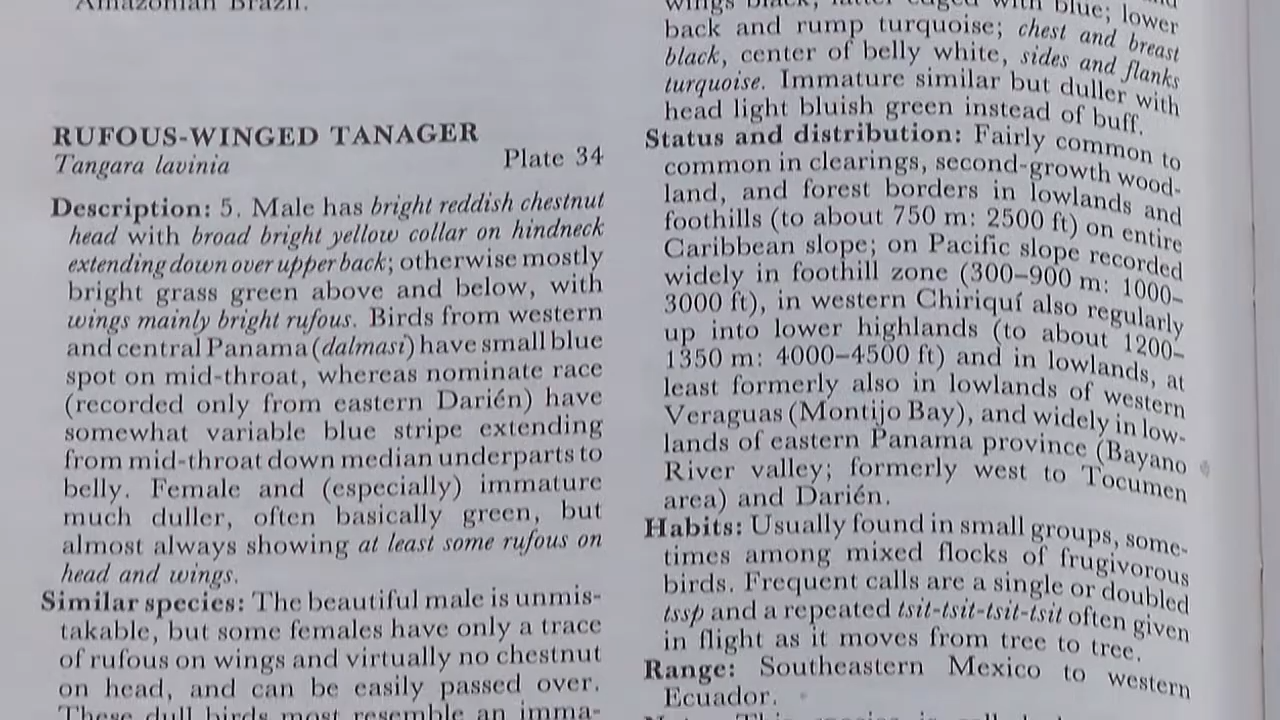 Amazonian Brazil.
RUFOUS-WINGED TANAGER
Tangara lavinia Plate 34
Description: 5. Male has bright reddish chestnut
head with broad bright yellow collar on hindneck
extending down over upper back; otherwise mostly
bright grass green above and below, with
wings mainly bright rufous. Birds from western
and central Panama (dalmasi) have small blue
spot on mid-throat, whereas nominate race
(recorded only from eastern Darién) have
somewhat variable blue stripe extending
from mid-throat down median underparts to
belly. Female and (especially) immature
much duller, often basically green, but
almost always showing at least some rufous on
head and wings.
Similar species: The beautiful male is unmis-
takable, but some females have only a trace
of rufous on wings and virtually no chestnut
on head, and can be easily passed over.
These dull birds most resemble an imma-
wings black, latter edged with blue; lower
back and rump turquoise; chest and breast
black, center of belly white, sides and flanks
turquoise. Immature similar but duller with
head light bluish green instead of buff.
Status and distribution: Fairly common to
common in clearings, second-growth wood-
land, and forest borders in lowlands and
foothills (to about 750 m: 2500 ft) on entire
Caribbean slope; on Pacific slope recorded
widely in foothill zone (300–900 m: 1000–
3000 ft), in western Chiriquí also regularly
up into lower highlands (to about 1200–
1350 m: 4000–4500 ft) and in lowlands, at
least formerly also in lowlands of western
Veraguas (Montijo Bay), and widely in low-
lands of eastern Panama province (Bayano
River valley; formerly west to Tocumen
area) and Darién.
Habits: Usually found in small groups, some-
times among mixed flocks of frugivorous
birds. Frequent calls are a single or doubled
tssp and a repeated tsit-tsit-tsit-tsit often given
in flight as it moves from tree to tree.
Range: Southeastern Mexico to western
Ecuador.